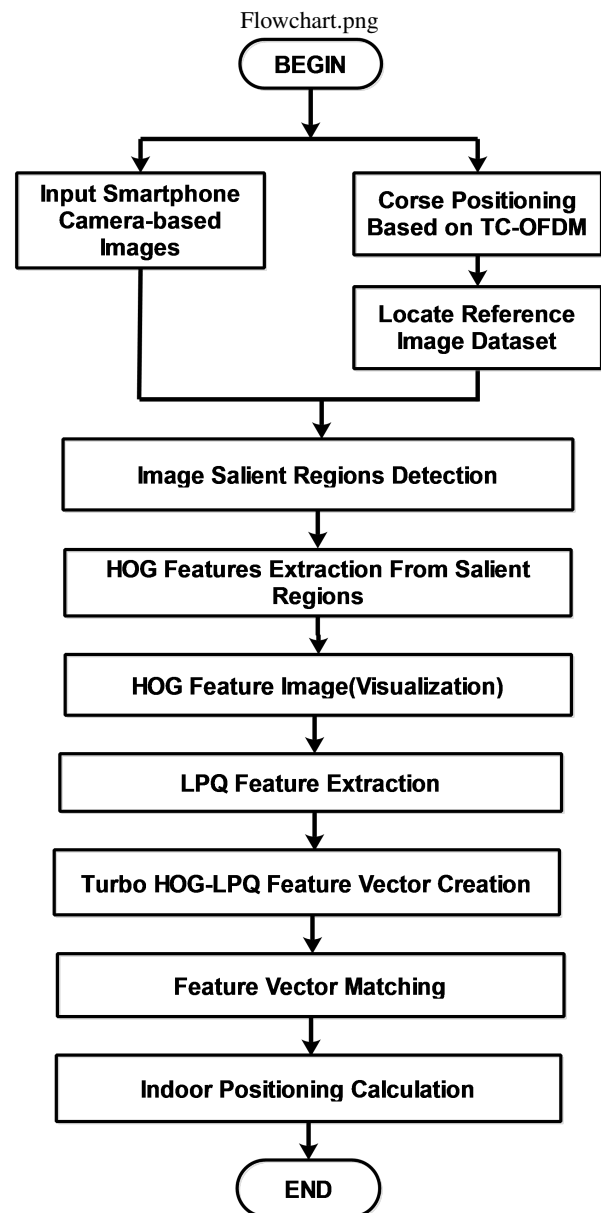 Flowchart.png
BEGIN
Input Smartphone
Camera-based
Images
Corse Positioning
Based on TC-OFDM
Locate Reference
Image Dataset
Image Salient Regions Detection
HOG Features Extraction From Salient
Regions
HOG Feature Image(Visualization)
LPQ Feature Extraction
Turbo HOG-LPQ Feature Vector Creation
Feature Vector Matching
Indoor Positioning Calculation
END